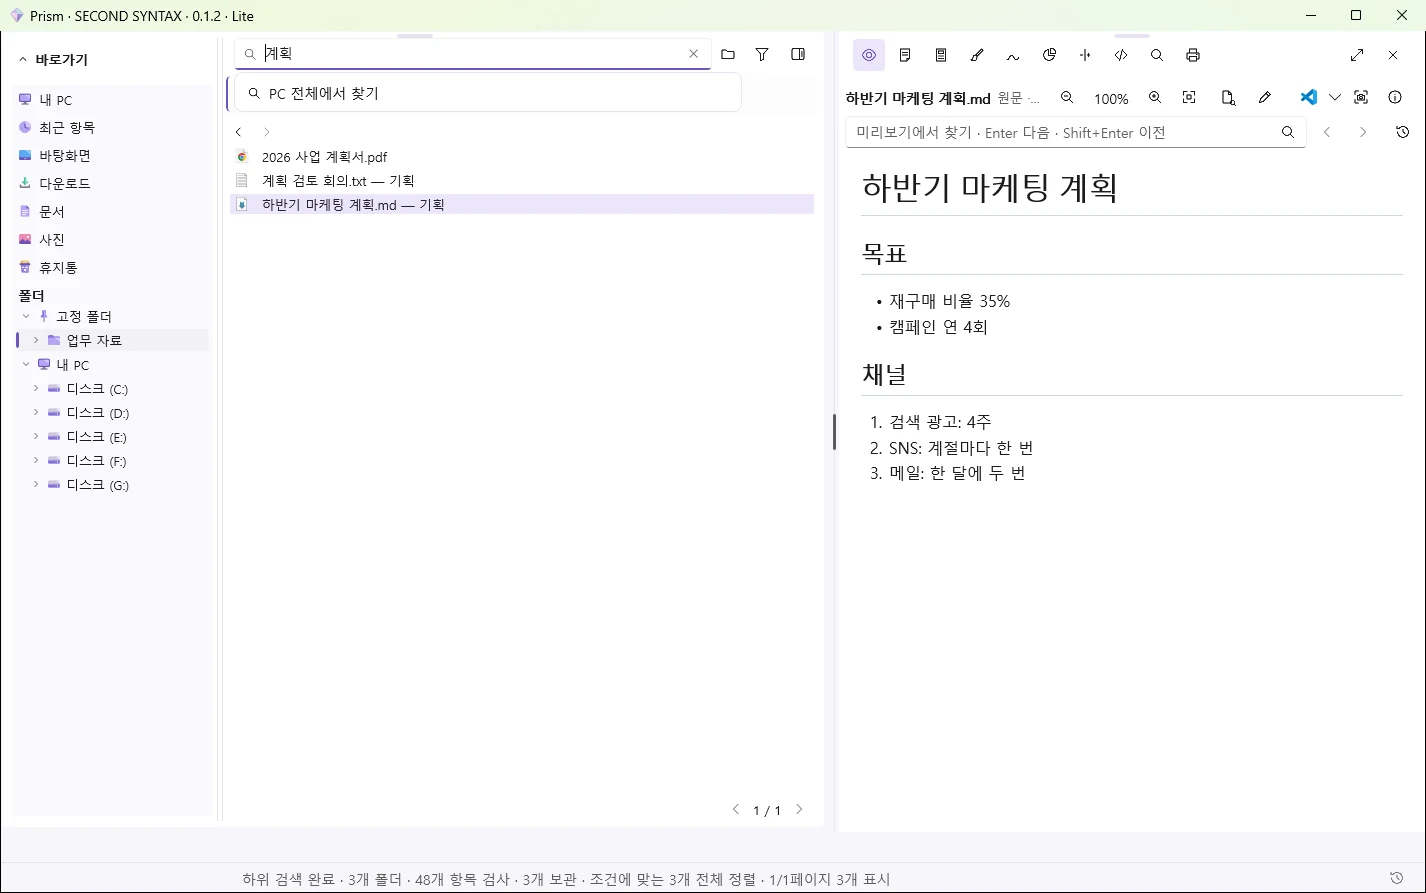 Prism · SECOND SYNTAX · 0.1.2 · Lite
바로가기
내 PC
최근 항목
바탕화면
다운로드
문서
사진
휴지통
폴더
고정 폴더
업무 자료
내 PC
디스크 (C:)
디스크 (D:)
디스크 (E:)
디스크 (F:)
디스크 (G:)
계획
PC 전체에서 찾기
2026 사업 계획서.pdf
계획 검토 회의.txt — 기획
하반기 마케팅 계획.md — 기획
1 / 1
하반기 마케팅 계획.md 원문 ·...
100%
미리보기에서 찾기 · Enter 다음 · Shift+Enter 이전
하반기 마케팅 계획
목표
• 재구매 비율 35%
• 캠페인 연 4회
채널
1. 검색 광고: 4주
2. SNS: 계절마다 한 번
3. 메일: 한 달에 두 번
하위 검색 완료 · 3개 폴더 · 48개 항목 검사 · 3개 보관 · 조건에 맞는 3개 전체 정렬 · 1/1페이지 3개 표시